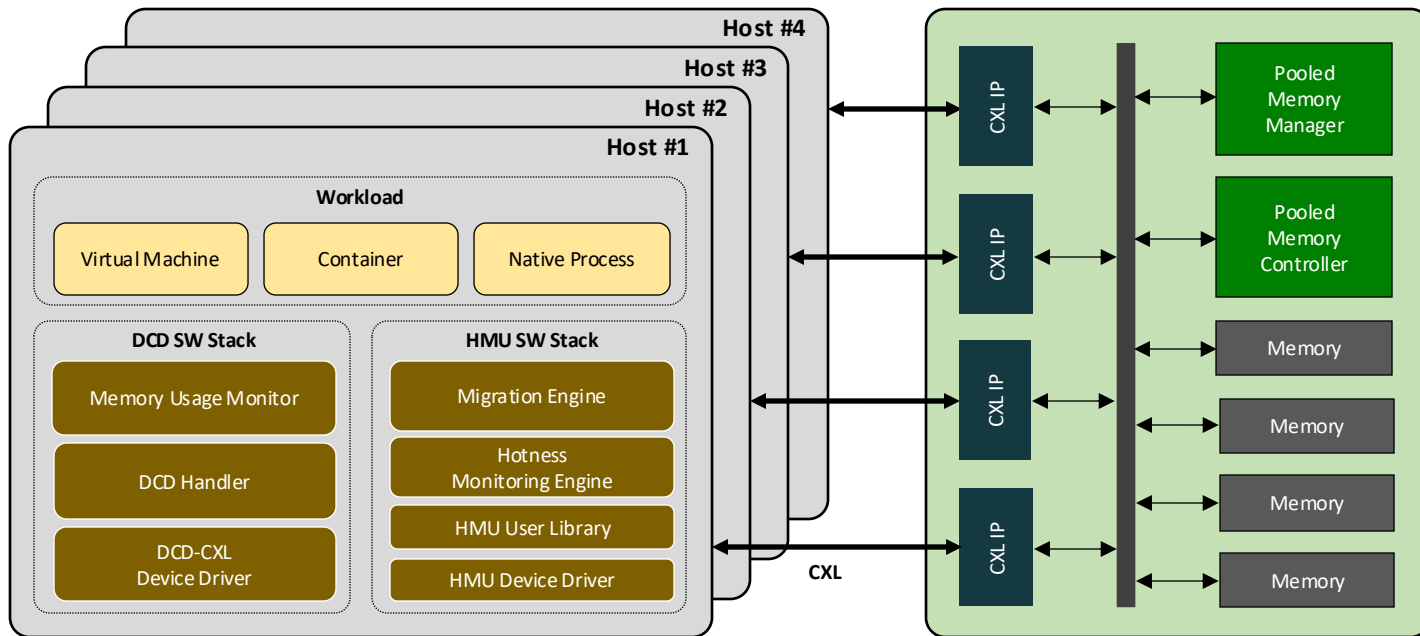 Host #4
Host #3
Host #2
Host #1
Workload
Virtual Machine
Container
Native Process
DCD SW Stack
Memory Usage Monitor
DCD Handler
DCD-CXL
Device Driver
HMU SW Stack
Migration Engine
Hotness
Monitoring Engine
HMU User Library
HMU Device Driver
CXL
CXL IP
CXL IP
CXL IP
CXL IP
Pooled
Memory
Manager
Pooled
Memory
Controller
Memory
Memory
Memory
Memory